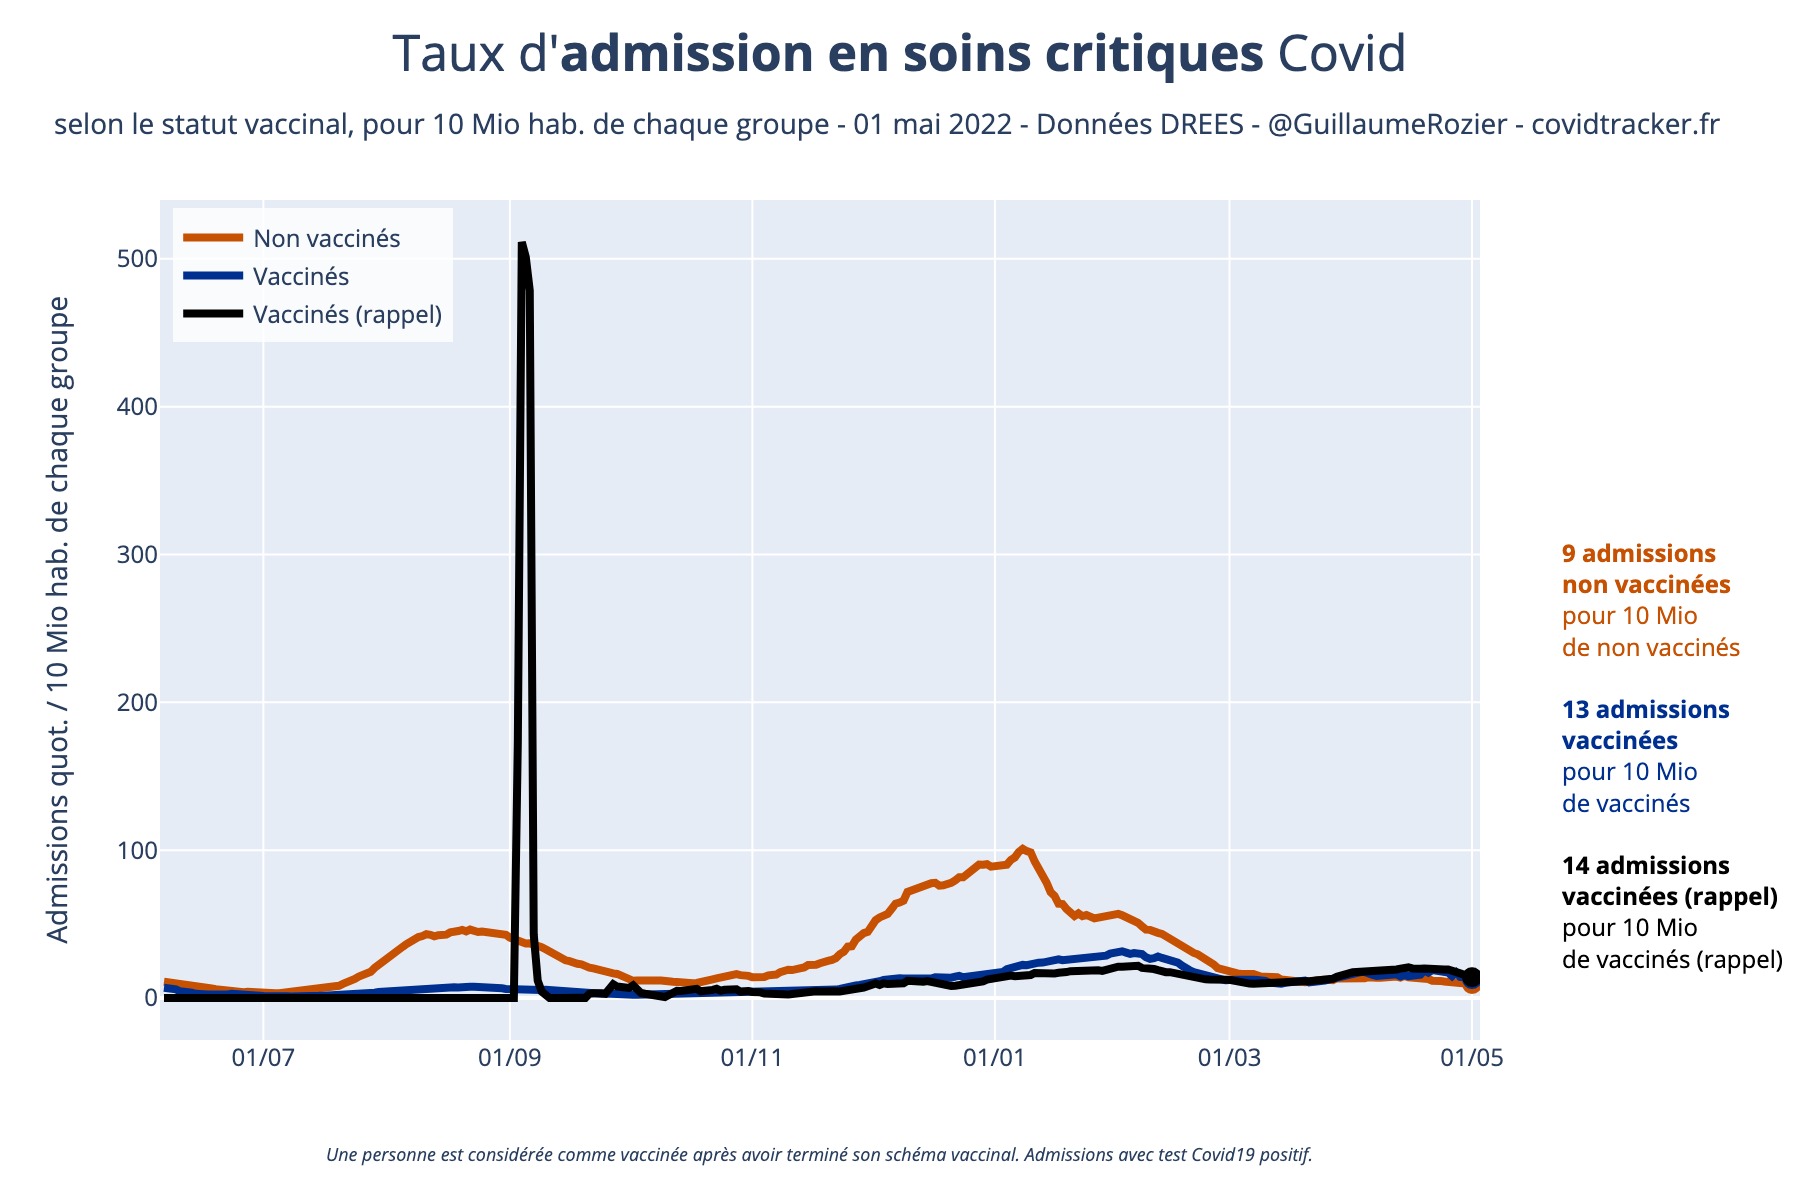 Taux d'admission en soins critiques Covid
selon le statut vaccinal, pour 10 Mio hab. de chaque groupe - 01 mai 2022 - Données DREES - @GuillaumeRozier - covidtracker.fr
Non vaccinés
Vaccinés
Vaccinés (rappel)
Admissions quot. / 10 Mio hab. de chaque groupe
500
400
300
200
100
0
01/07
01/09
01/11
01/01
01/03
01/05
9 admissions
non vaccinées
pour 10 Mio
de non vaccinés
13 admissions
vaccinées
pour 10 Mio
de vaccinés
14 admissions
vaccinées (rappel)
pour 10 Mio
de vaccinés (rappel)
Une personne est considérée comme vaccinée après avoir terminé son schéma vaccinal. Admissions avec test Covid19 positif.